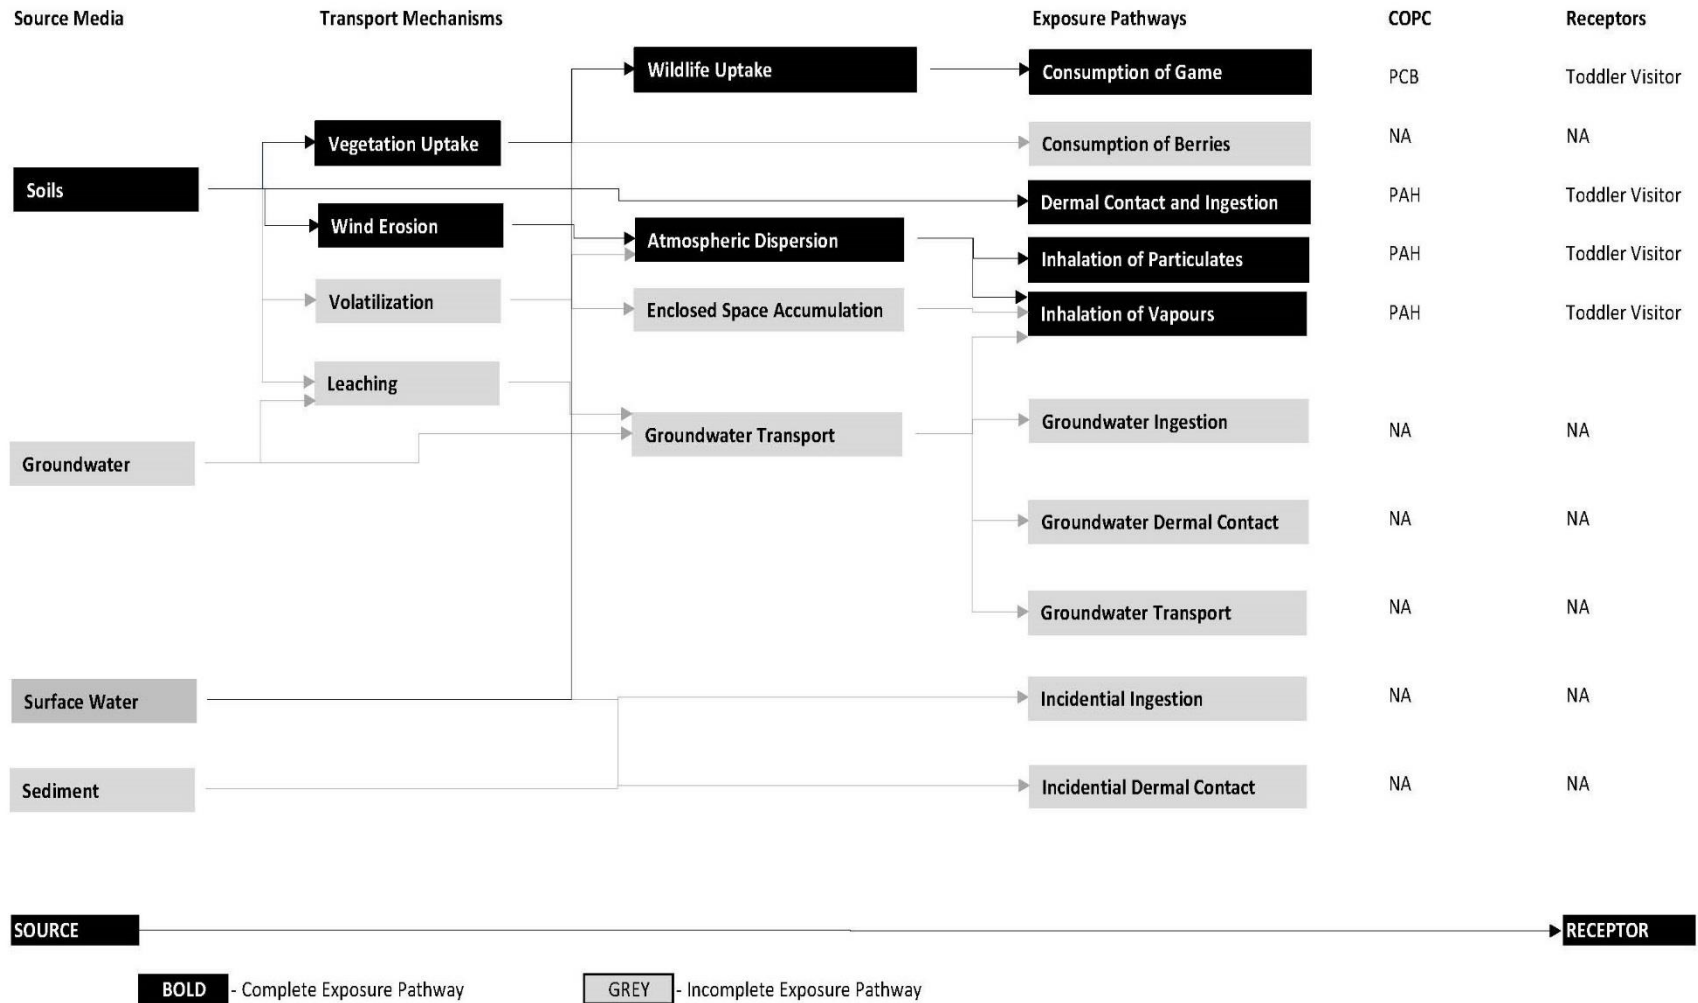 Source Media Transport Mechanisms Exposure Pathways COPC Receptors
Wildlife Uptake Consumption of Game PCB Toddler Visitor
Vegetation Uptake Consumption of Berries NA NA
Soils Dermal Contact and Ingestion PAH Toddler Visitor
Wind Erosion Atmospheric Dispersion Inhalation of Particulates PAH Toddler Visitor
Volatilization Enclosed Space Accumulation Inhalation of Vapours PAH Toddler Visitor
Leaching
Groundwater Transport Groundwater Ingestion NA NA
Groundwater
Groundwater Dermal Contact NA NA
Groundwater Transport NA NA
Surface Water Incidential Ingestion NA NA
Sediment Incidential Dermal Contact NA NA
SOURCE RECEPTOR
BOLD - Complete Exposure Pathway GREY - Incomplete Exposure Pathway